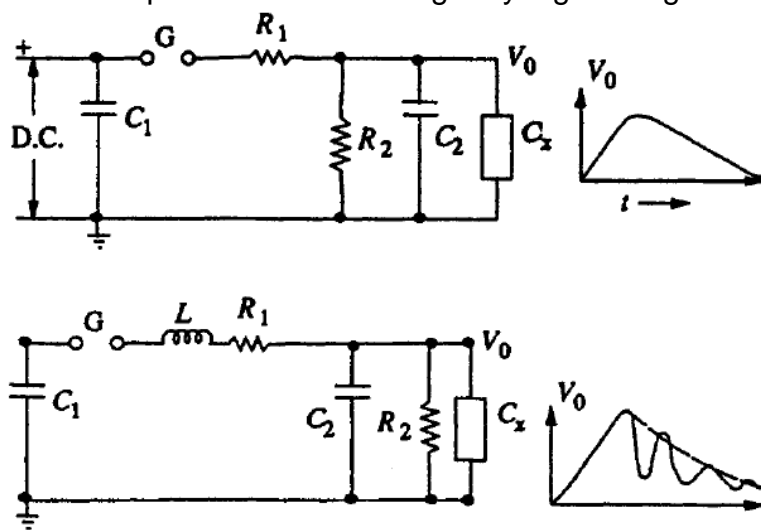 G R₁ V₀
+
D.C. C₁ R₂ C₂ Cₓ
V₀
t
G L R₁ V₀
C₁ C₂ R₂ Cₓ
V₀